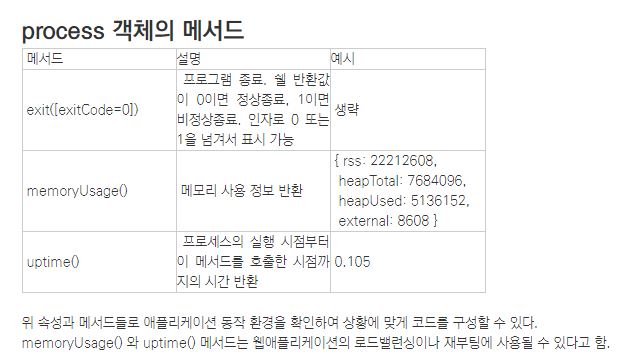 process 객체의 메서드
메서드 설명 예시
exit([exitCode=0])
프로그램 종료, 쉘 반환값
이 0이면 정상종료, 1이면
비정상종료, 인자로 0 또는
1을 넘겨서 표시 가능
생략
memoryUsage()
메모리 사용 정보 반환
{ rss: 22212608,
heapTotal: 7684096,
heapUsed: 5136152,
external: 8608 }
uptime()
프로세스의 실행 시점부터
이 메서드를 호출한 시점까
지의 시간 반환
0.105
위 속성과 메서드들로 애플리케이션 동작 환경을 확인하여 상황에 맞게 코드를 구성할 수 있다.
memoryUsage() 와 uptime() 메서드는 웹애플리케이션의 로드밸런싱이나 재부팅에 사용될 수 있다고 함.